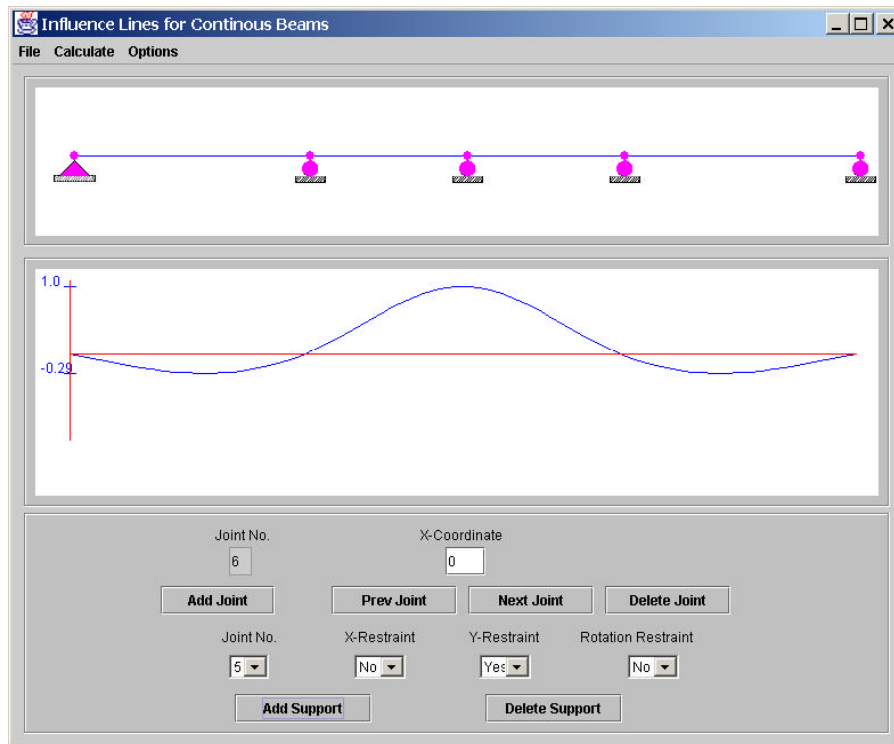 Influence Lines for Continous Beams
File Calculate Options
1.0
-0.29
Joint No. X-Coordinate
6 0
Add Joint Prev Joint Next Joint Delete Joint
Joint No. X-Restraint Y-Restraint Rotation Restraint
5 No Yes No
Add Support Delete Support